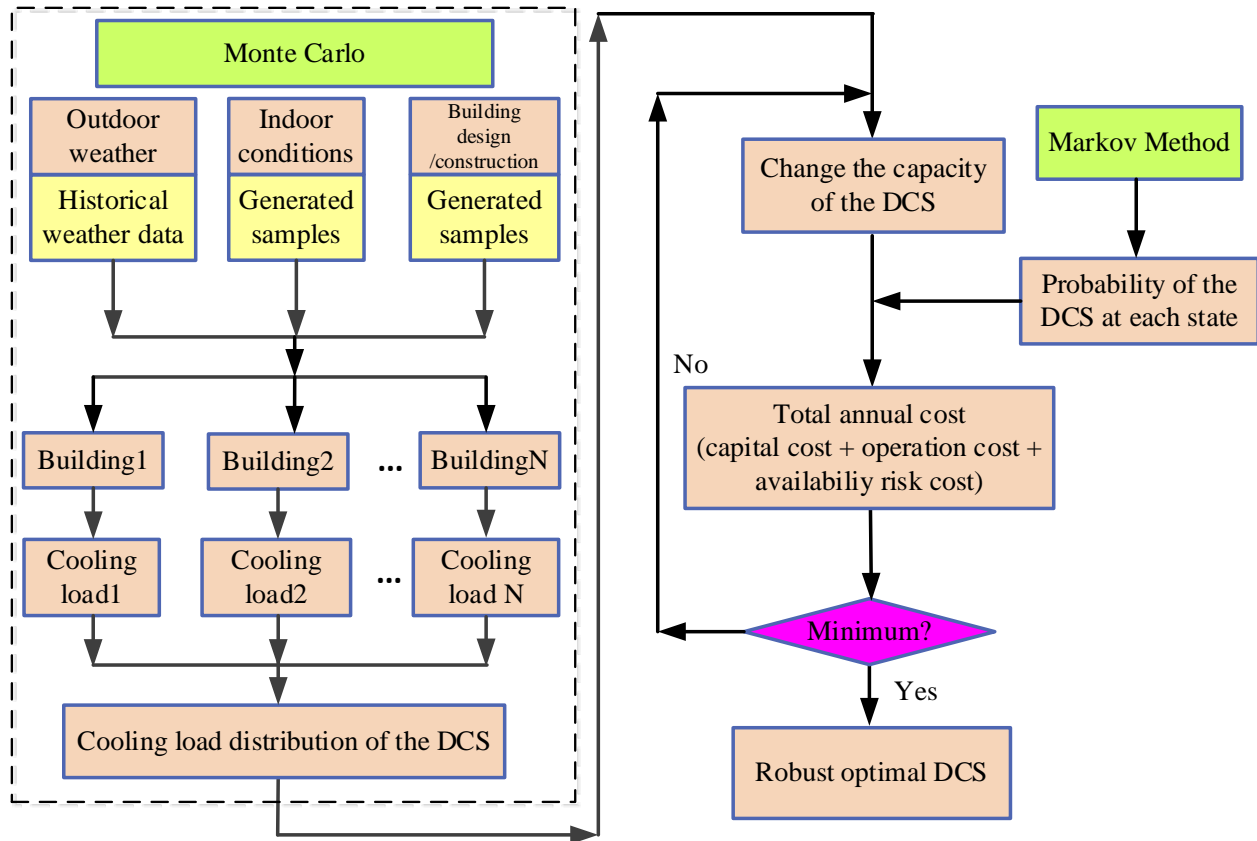 Monte Carlo
Outdoor
weather
Indoor
conditions
Building
design
/construction
Historical
weather data
Generated
samples
Generated
samples
Building1
Building2
...
BuildingN
Cooling
load1
Cooling
load2
...
Cooling
load N
Cooling load distribution of the DCS
Change the capacity
of the DCS
Markov Method
Probability of the
DCS at each state
No
Total annual cost
(capital cost + operation cost +
availabiliy risk cost)
Minimum?
Yes
Robust optimal DCS